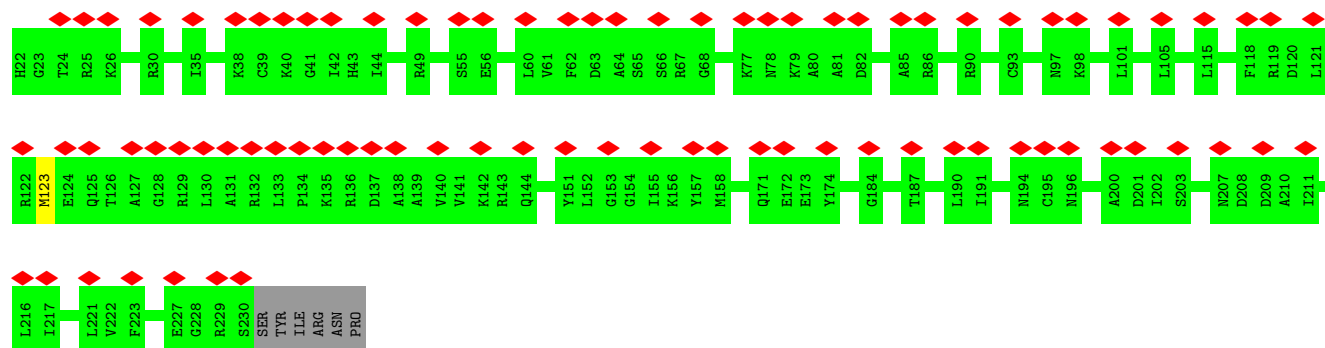 H22 G23 T24 R25 K26 R30 I35 K38 C39 K40 G41 I42 H43 I44 R49 S55 E56 L60 V61 F62 D63 A64 S65 S66 R67 G68 K77 N78 K79 A80 A81 D82 A85 R86 R90 C93 N97 K98 L101 L105 L115 F118 R119 D120 L121
R122 M123 E124 Q125 T126 A127 G128 R129 L130 A131 R132 L133 P134 K135 R136 D137 A138 A139 V140 V141 K142 R143 Q144 Y151 L152 G153 G154 I155 K156 Y157 M158 Q171 E172 E173 Y174 G184 T187 L190 I191 N194 C195 N196 A200 D201 I202 S203 N207 D208 D209 A210 I211
L216 I217 L221 V222 F223 E227 G228 R229 S230 SER TYR ILE ARG ASN PRO